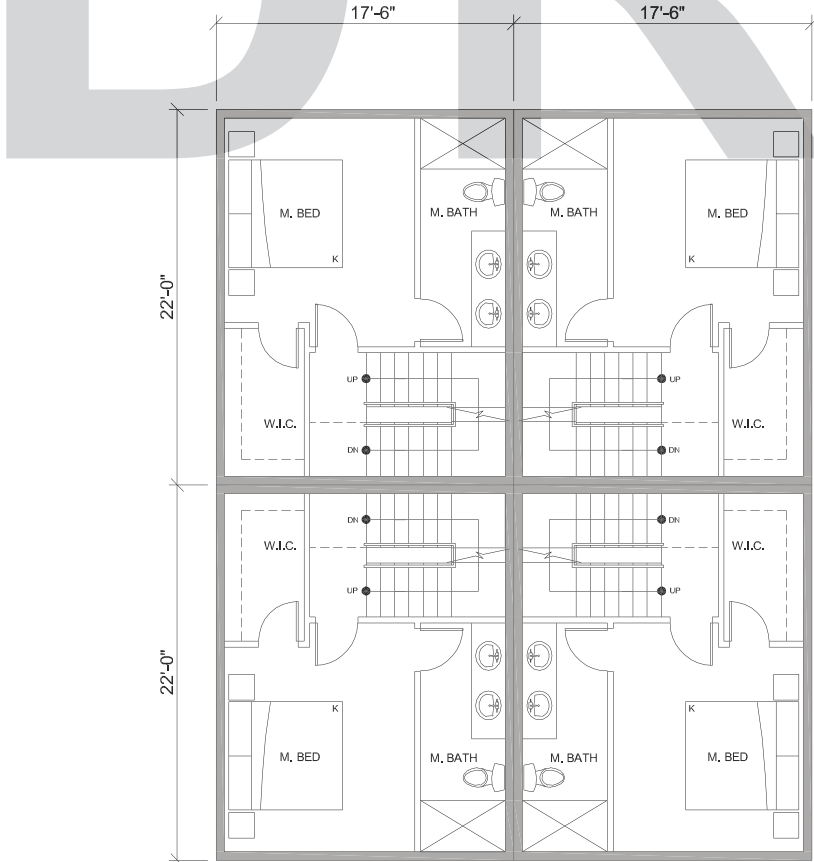 DK
17'-6" 17'-6"
M. BED M. BATH M. BATH M. BED
K K
22'-0"
UP UP
W.I.C. W.I.C.
DN DN
DN DN
W.I.C. W.I.C.
UP UP
22'-0"
K K
M. BED M. BATH M. BATH M. BED